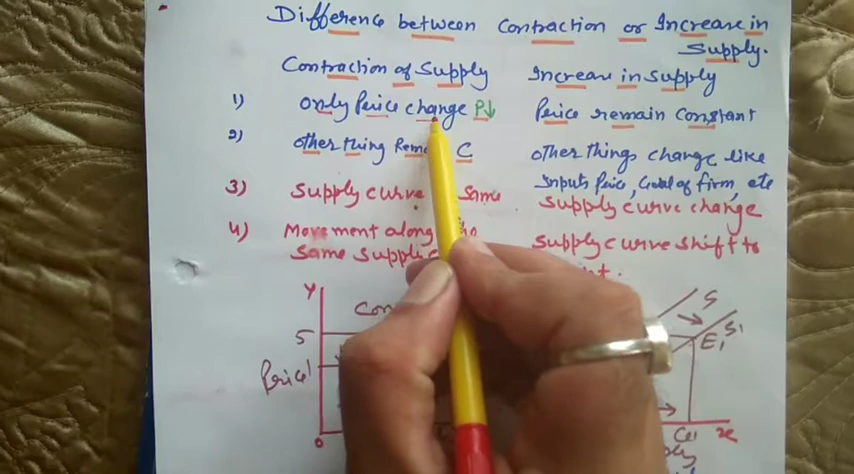 Difference between Contraction or Increase in
Supply.
Contraction of Supply Increase in supply
1) only Price change P↓ Price remain constant
2) other thing C other things change like
Inputs Price, Goal of firm, etc
3) supply curve same supply curve change
4) Movement along supply curve shift to
same
Y
S
S1
5
E1
Price
1
0
x